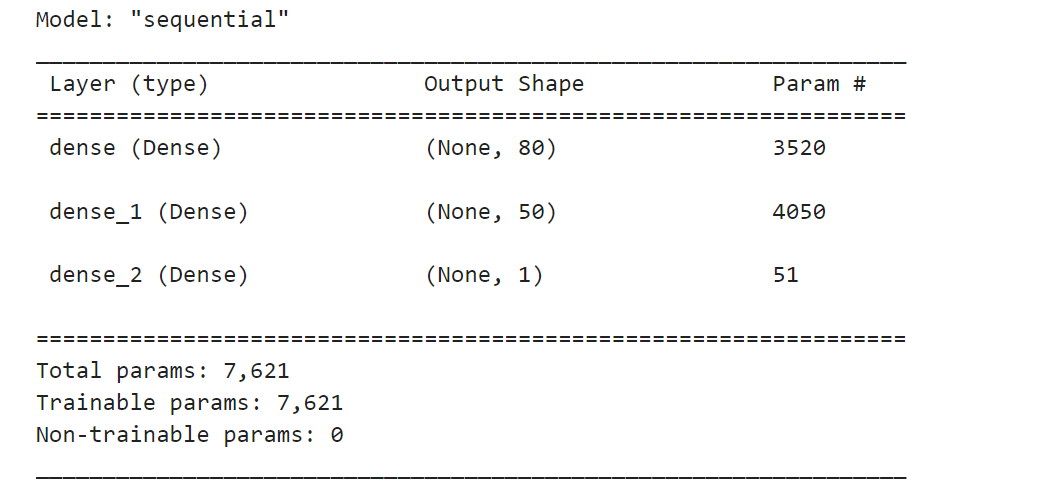 Model: "sequential"
_________________________________________________________________
Layer (type) Output Shape Param #
=================================================================
dense (Dense) (None, 80) 3520
dense_1 (Dense) (None, 50) 4050
dense_2 (Dense) (None, 1) 51
=================================================================
Total params: 7,621
Trainable params: 7,621
Non-trainable params: 0
_________________________________________________________________